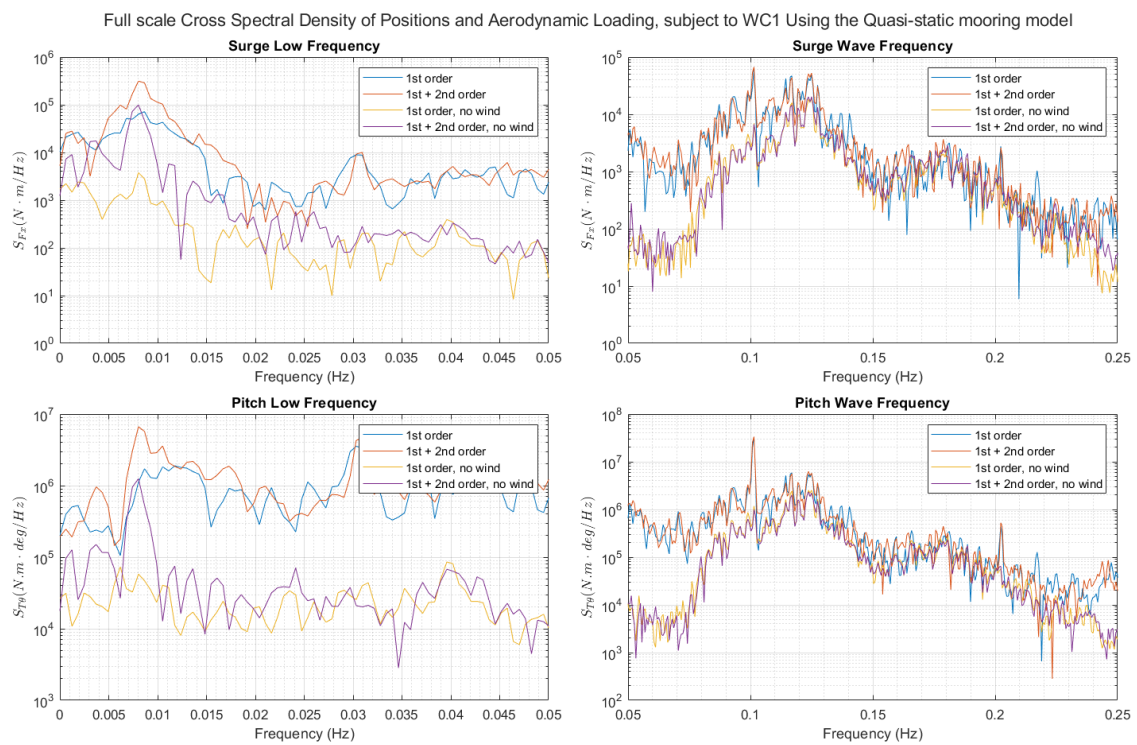 Full scale Cross Spectral Density of Positions and Aerodynamic Loading, subject to WC1 Using the Quasi-static mooring model
Surge Low Frequency
10^6
10^5
10^4
10^3
10^2
10^1
10^0
S_{Fx}(N · m/Hz)
1st order
1st + 2nd order
1st order, no wind
1st + 2nd order, no wind
0 0.005 0.01 0.015 0.02 0.025 0.03 0.035 0.04 0.045 0.05
Frequency (Hz)
Surge Wave Frequency
10^5
10^4
10^3
10^2
10^1
10^0
S_{Fx}(N · m/Hz)
1st order
1st + 2nd order
1st order, no wind
1st + 2nd order, no wind
0.05 0.1 0.15 0.2 0.25
Frequency (Hz)
Pitch Low Frequency
10^7
10^6
10^5
10^4
10^3
S_{Tθ}(N.m · deg/Hz)
1st order
1st + 2nd order
1st order, no wind
1st + 2nd order, no wind
0 0.005 0.01 0.015 0.02 0.025 0.03 0.035 0.04 0.045 0.05
Frequency (Hz)
Pitch Wave Frequency
10^8
10^7
10^6
10^5
10^4
10^3
10^2
S_{Tθ}(N.m · deg/Hz)
1st order
1st + 2nd order
1st order, no wind
1st + 2nd order, no wind
0.05 0.1 0.15 0.2 0.25
Frequency (Hz)